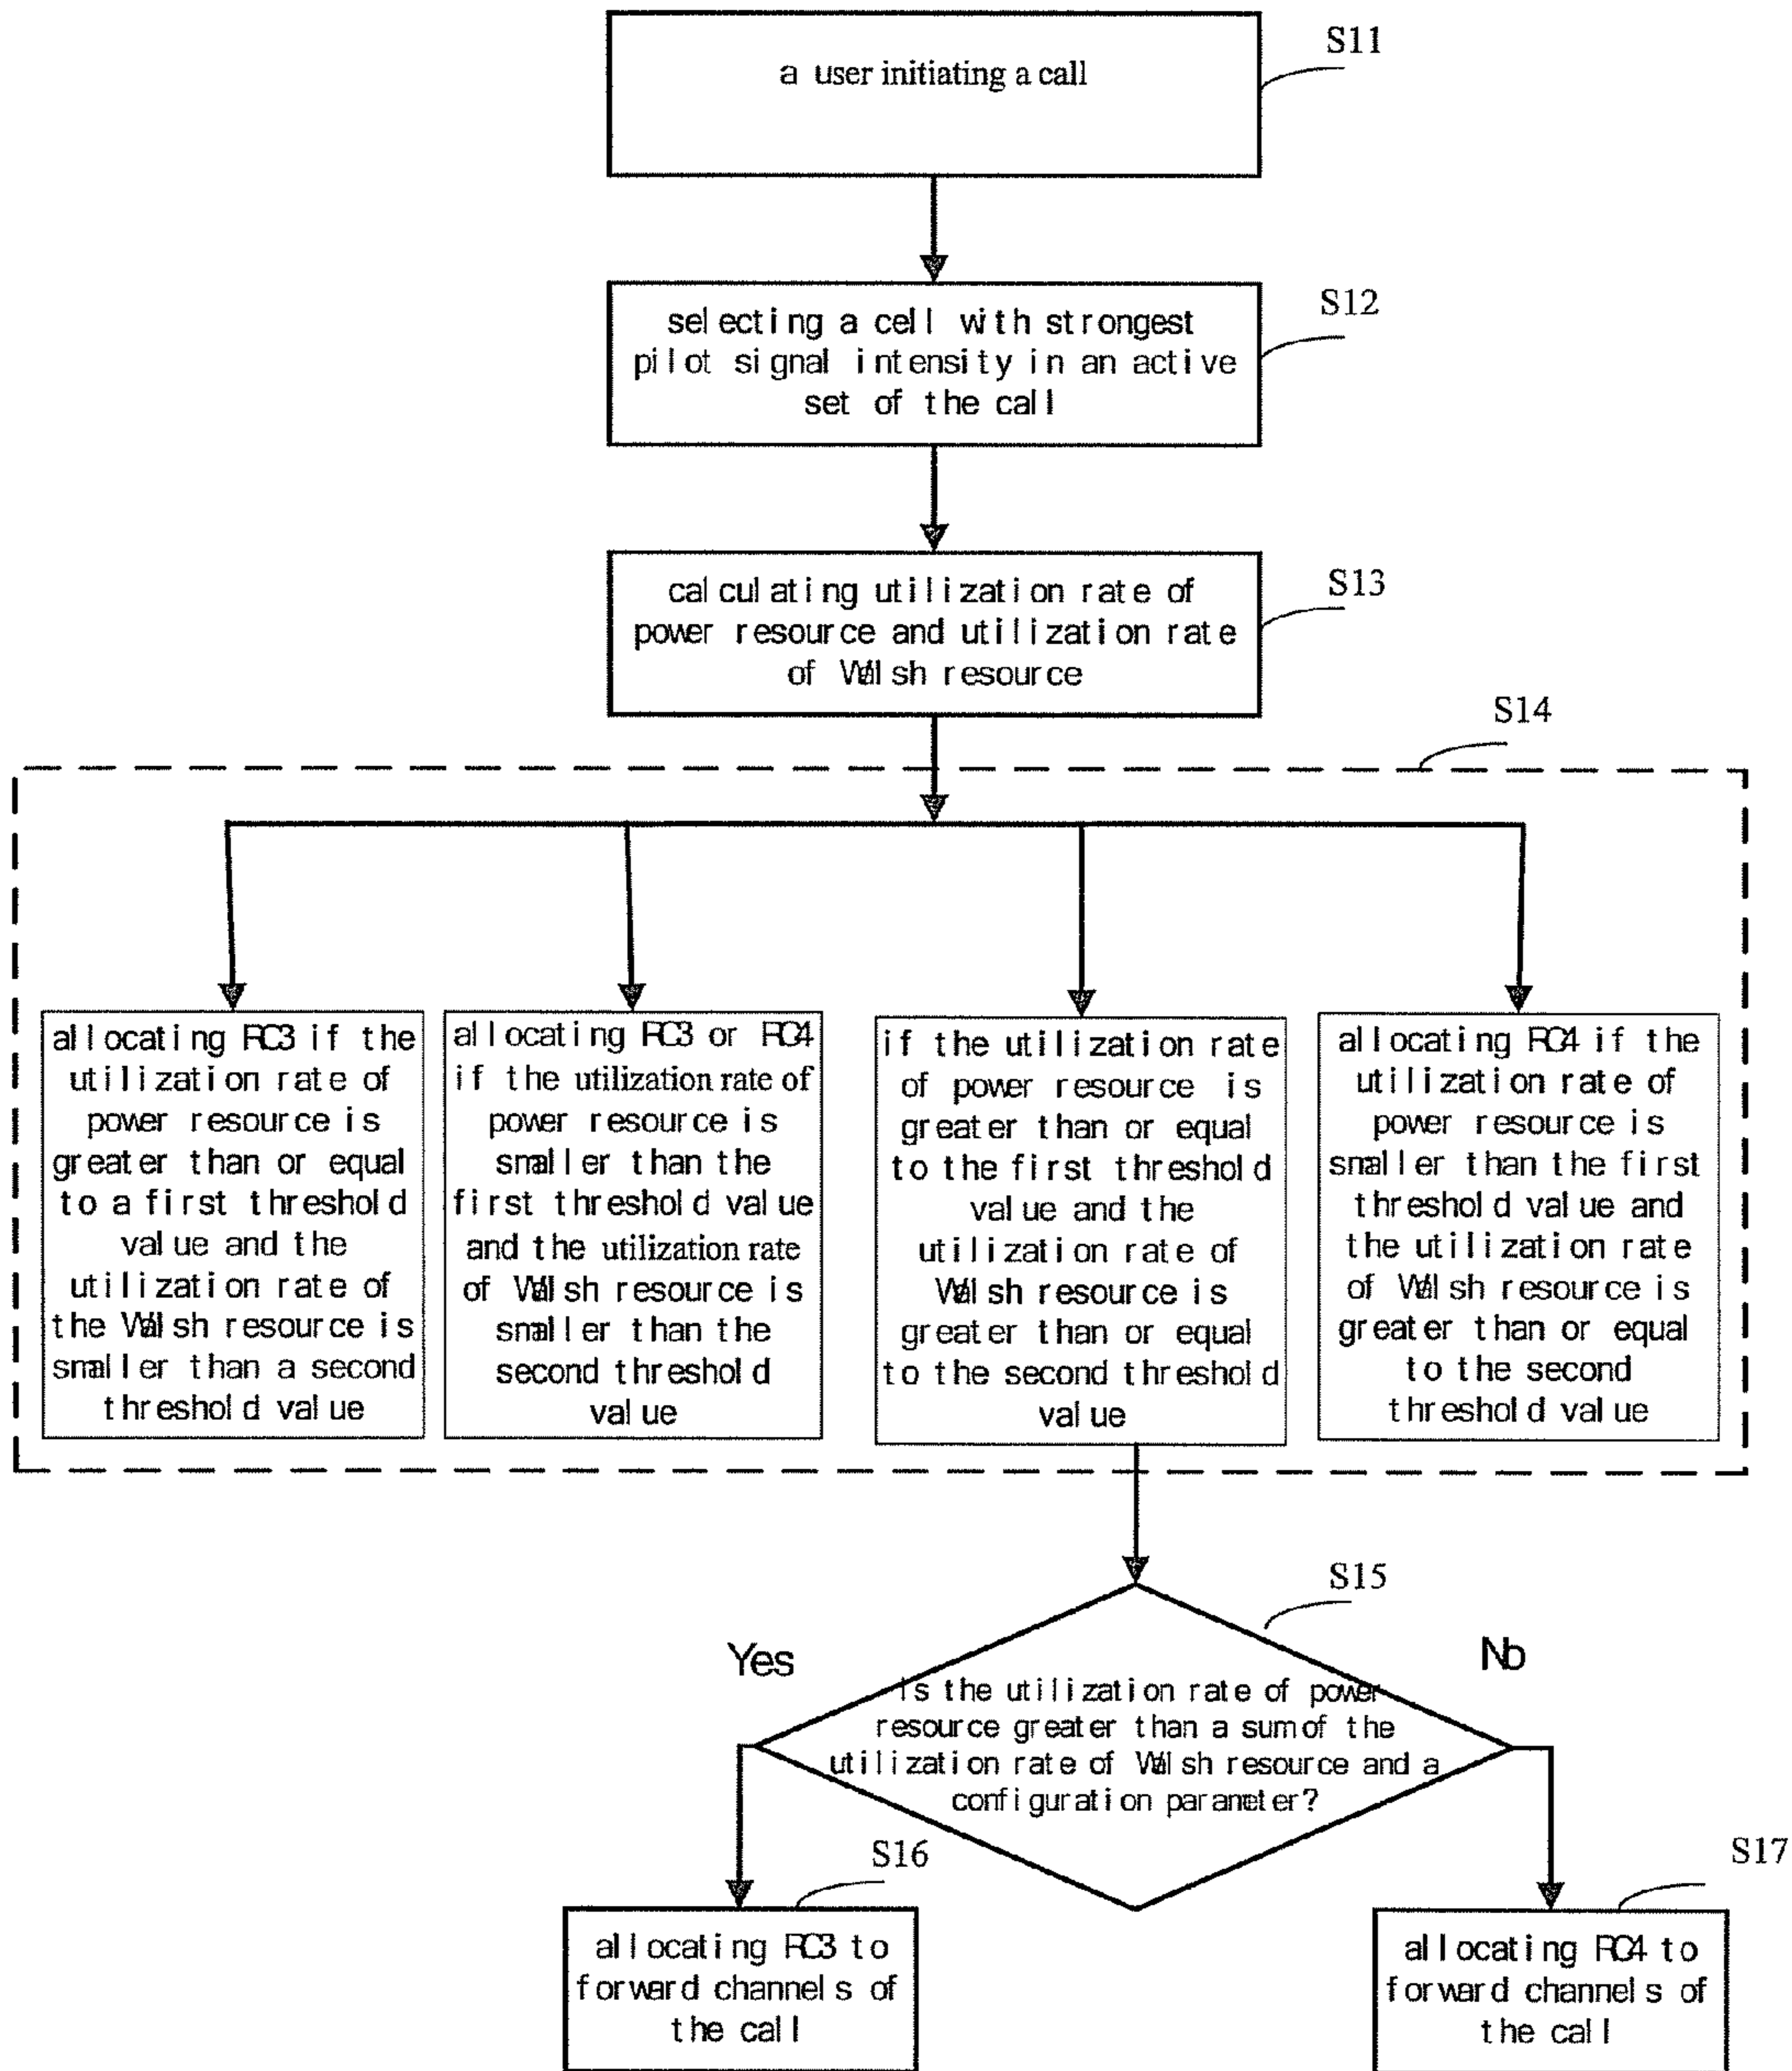 a user initiating a call
S11
selecting a cell with strongest
pilot signal intensity in an active
set of the call
S12
calculating utilization rate of
power resource and utilization rate
of Walsh resource
S13
S14
allocating RC3 if the
utilization rate of
power resource is
greater than or equal
to a first threshold
value and the
utilization rate of
the Walsh resource is
smaller than a second
threshold value
allocating RC3 or RC4
if the utilization rate of
power resource is
smaller than the
first threshold value
and the utilization rate
of Walsh resource is
smaller than the
second threshold
value
if the utilization rate
of power resource is
greater than or equal
to the first threshold
value and the
utilization rate of
Walsh resource is
greater than or equal
to the second threshold
value
allocating RC4 if the
utilization rate of
power resource is
smaller than the first
threshold value and
the utilization rate
of Walsh resource is
greater than or equal
to the second
threshold value
S15
Yes
No
Is the utilization rate of power
resource greater than a sum of the
utilization rate of Walsh resource and a
configuration parameter?
S16
S17
allocating RC3 to
forward channels of
the call
allocating RC4 to
forward channels of
the call